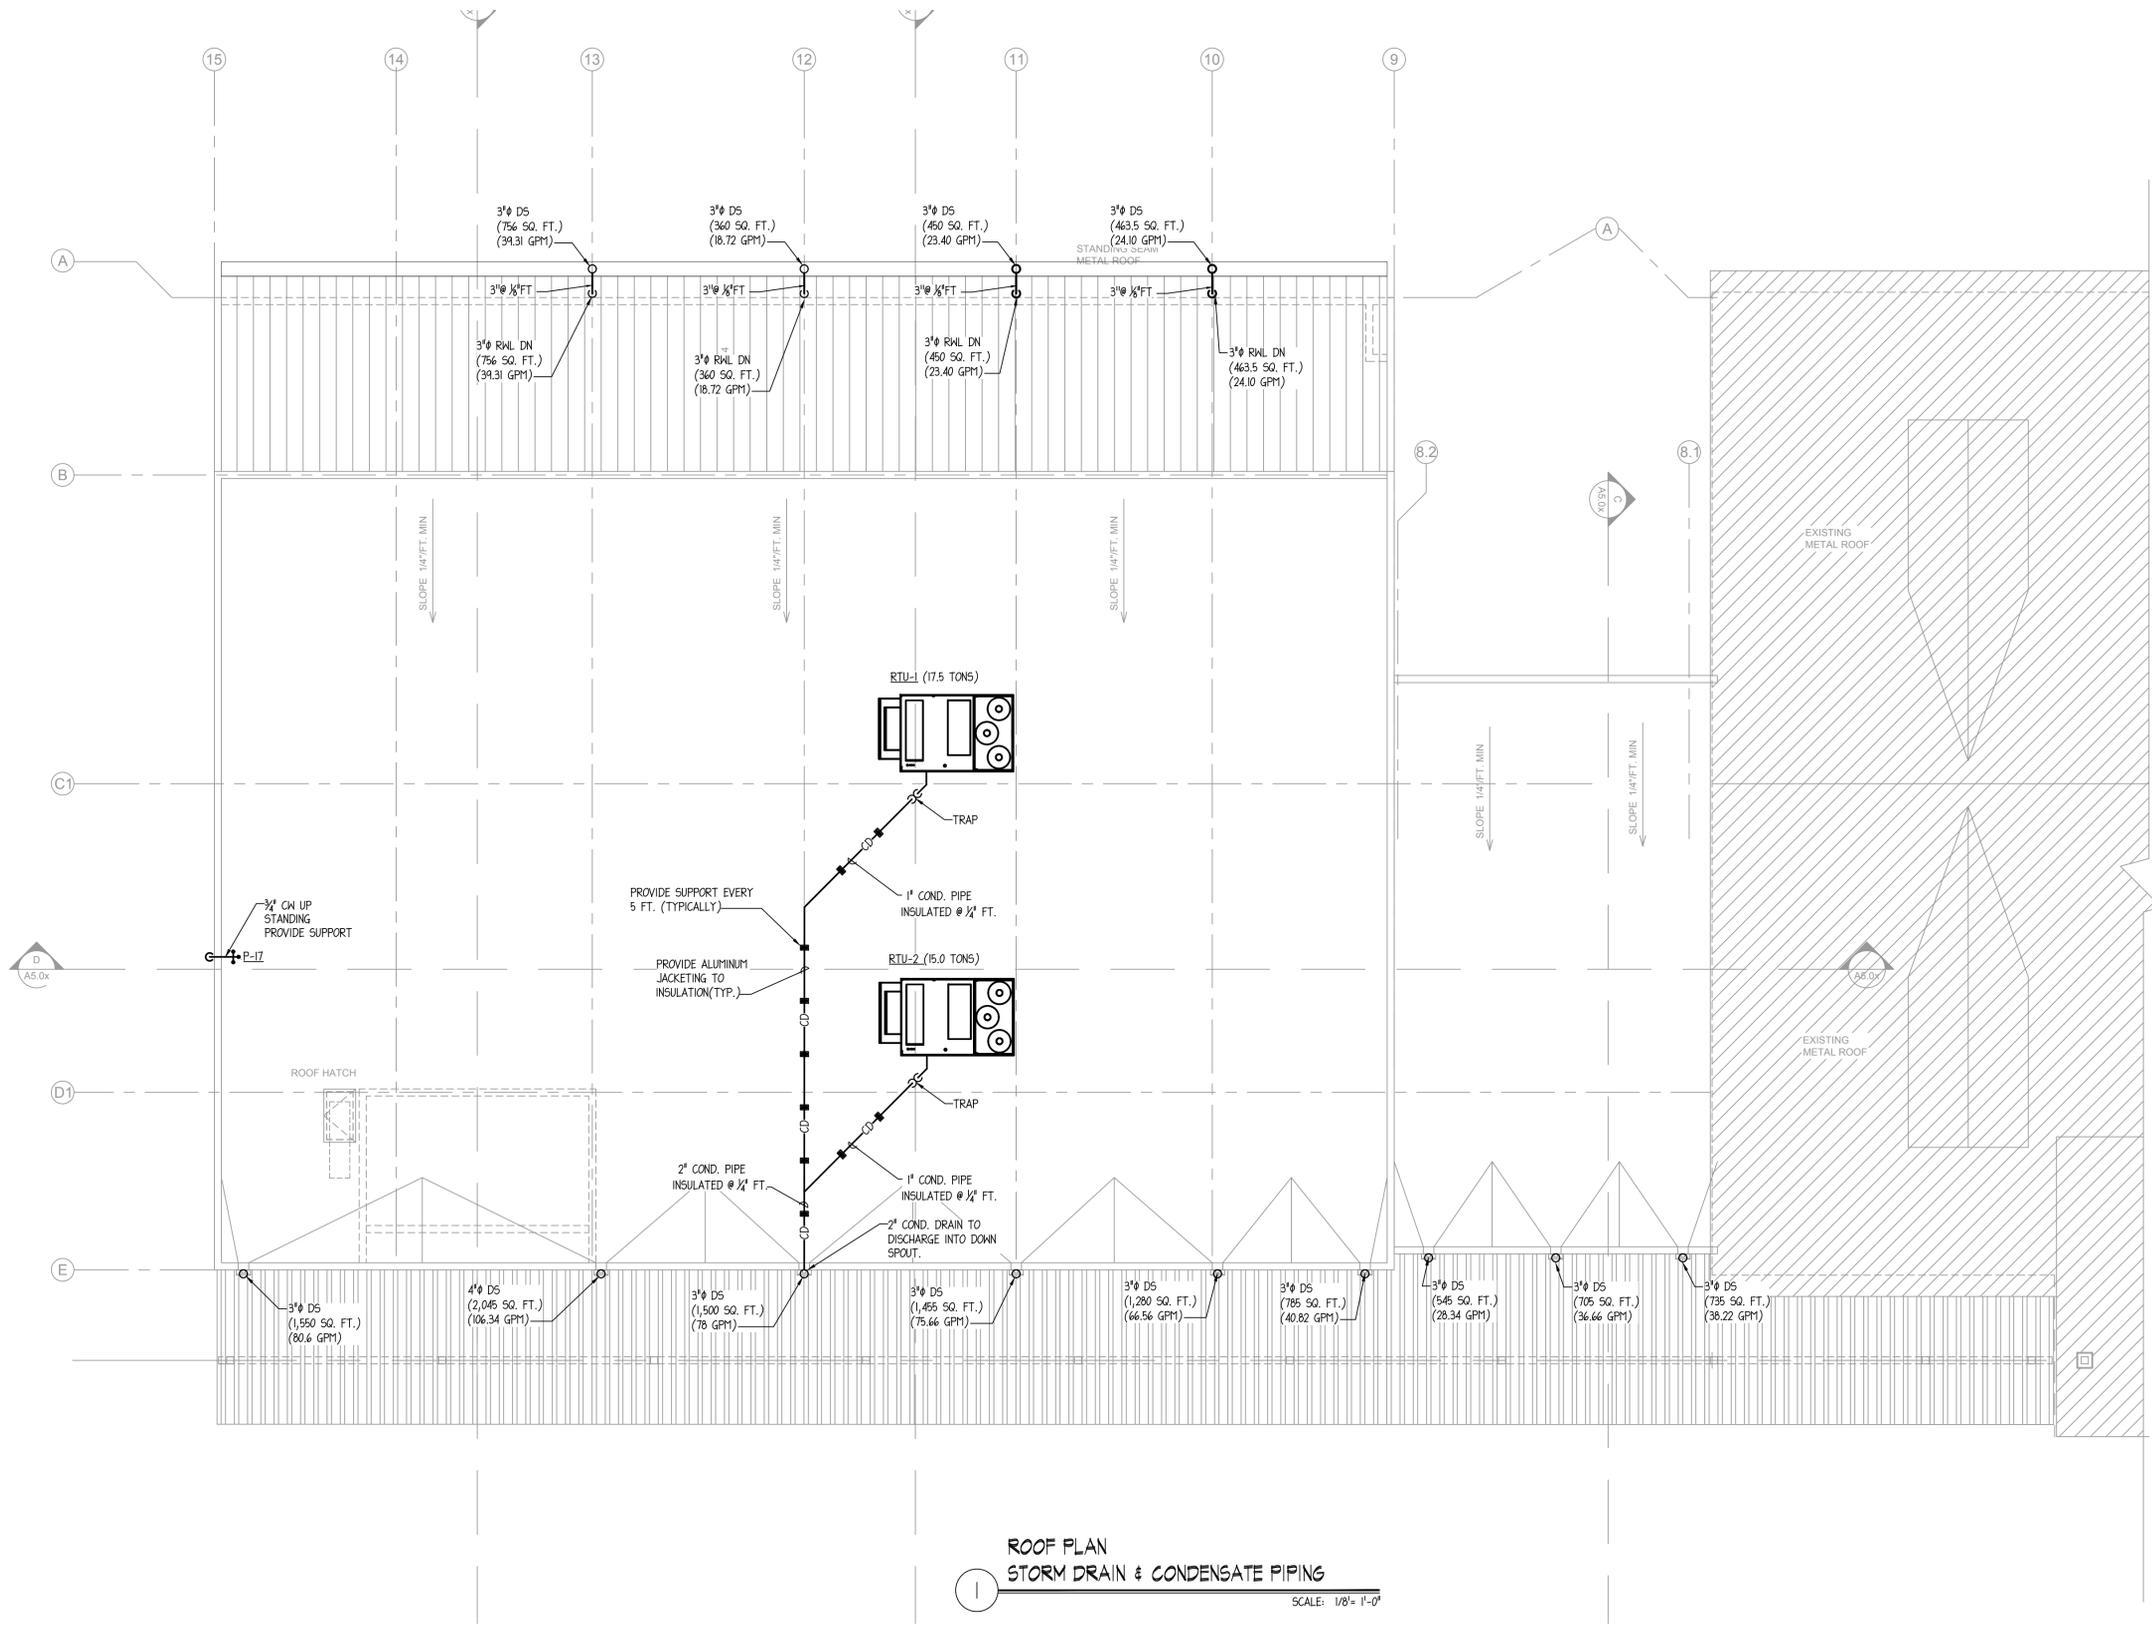 X
X
15
14
13
12
11
10
9
3"Φ DS
(756 SQ. FT.)
(39.31 GPM)
3"Φ DS
(360 SQ. FT.)
(18.72 GPM)
3"Φ DS
(450 SQ. FT.)
(23.40 GPM)
3"Φ DS
(463.5 SQ. FT.)
(24.10 GPM)
STANDING SEAM
METAL ROOF
A
A
3"@ ⅛"FT
3"@ ⅛"FT
3"@ ⅛"FT
3"@ ⅛"FT
3"Φ RWL DN
(756 SQ. FT.)
(39.31 GPM)
3"Φ RWL DN
(360 SQ. FT.)
(18.72 GPM)
4
3"Φ RWL DN
(450 SQ. FT.)
(23.40 GPM)
3"Φ RWL DN
(463.5 SQ. FT.)
(24.10 GPM)
B
8.2
8.1
C
A5.0x
SLOPE 1/4"/FT. MIN
SLOPE 1/4"/FT. MIN
SLOPE 1/4"/FT. MIN
EXISTING
METAL ROOF
RTU-1 (17.5 TONS)
C1
SLOPE 1/4"/FT. MIN
SLOPE 1/4"/FT. MIN
TRAP
CD
1" COND. PIPE
INSULATED @ ¼" FT.
PROVIDE SUPPORT EVERY
5 FT. (TYPICALLY)
¾" CW UP
STANDING
PROVIDE SUPPORT
P-17
D
A5.0x
PROVIDE ALUMINUM
JACKETING TO
INSULATION(TYP.)
RTU-2 (15.0 TONS)
A5.0x
CD
EXISTING
METAL ROOF
ROOF HATCH
D1
TRAP
CD
CD
2" COND. PIPE
INSULATED @ ¼" FT.
1" COND. PIPE
INSULATED @ ¼" FT.
CD
2" COND. DRAIN TO
DISCHARGE INTO DOWN
SPOUT.
E
3"Φ DS
(1,550 SQ. FT.)
(80.6 GPM)
4"Φ DS
(2,045 SQ. FT.)
(106.34 GPM)
3"Φ DS
(1,500 SQ. FT.)
(78 GPM)
3"Φ DS
(1,455 SQ. FT.)
(75.66 GPM)
3"Φ DS
(1,280 SQ. FT.)
(66.56 GPM)
3"Φ DS
(785 SQ. FT.)
(40.82 GPM)
3"Φ DS
(545 SQ. FT.)
(28.34 GPM)
3"Φ DS
(705 SQ. FT.)
(36.66 GPM)
3"Φ DS
(735 SQ. FT.)
(38.22 GPM)
ROOF PLAN
STORM DRAIN & CONDENSATE PIPING
1
SCALE: 1/8'= 1'-0"